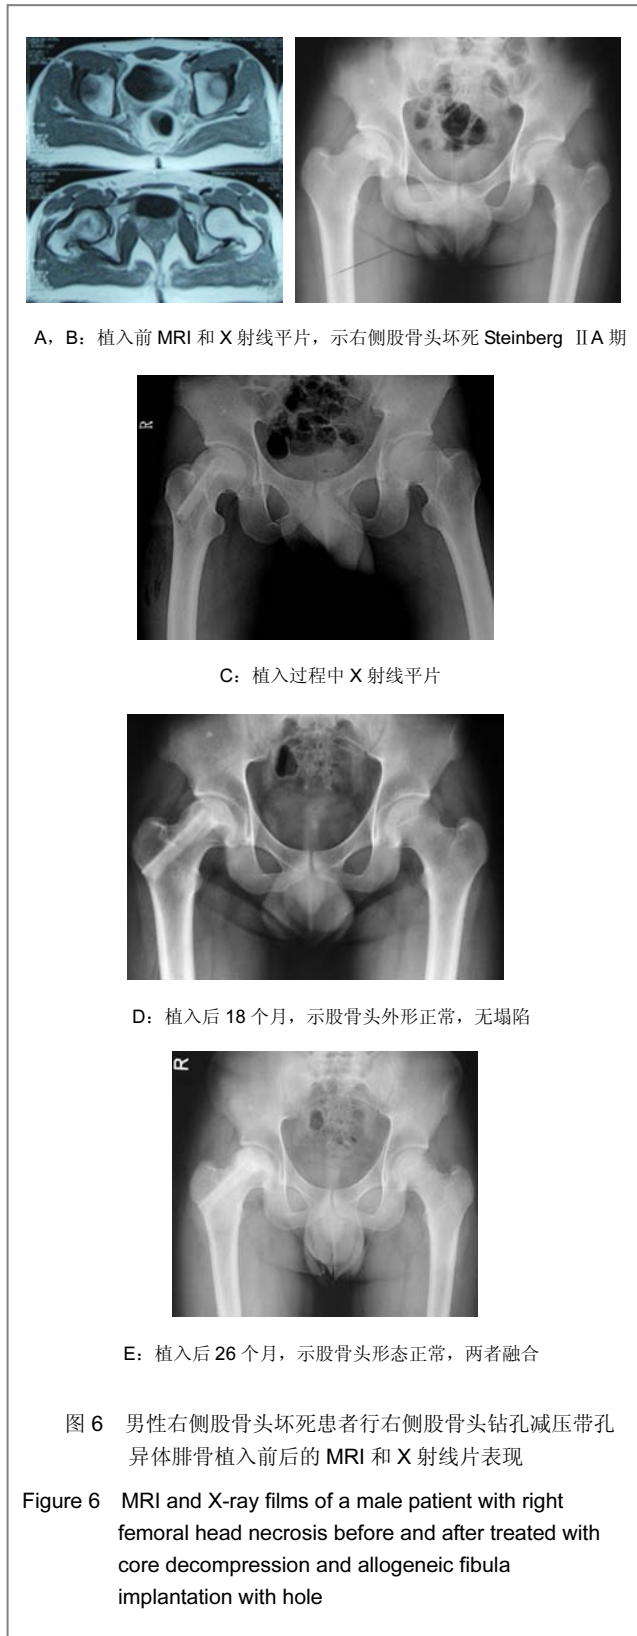 A，B：植入前 MRI 和 X 射线平片，示右侧股骨头坏死 Steinberg ⅡA 期
R
C：植入过程中 X 射线平片
D：植入后 18 个月，示股骨头外形正常，无塌陷
R
E：植入后 26 个月，示股骨头形态正常，两者融合
图 6 男性右侧股骨头坏死患者行右侧股骨头钻孔减压带孔
异体腓骨植入前后的 MRI 和 X 射线片表现
Figure 6 MRI and X-ray films of a male patient with right
femoral head necrosis before and after treated with
core decompression and allogeneic fibula
implantation with hole